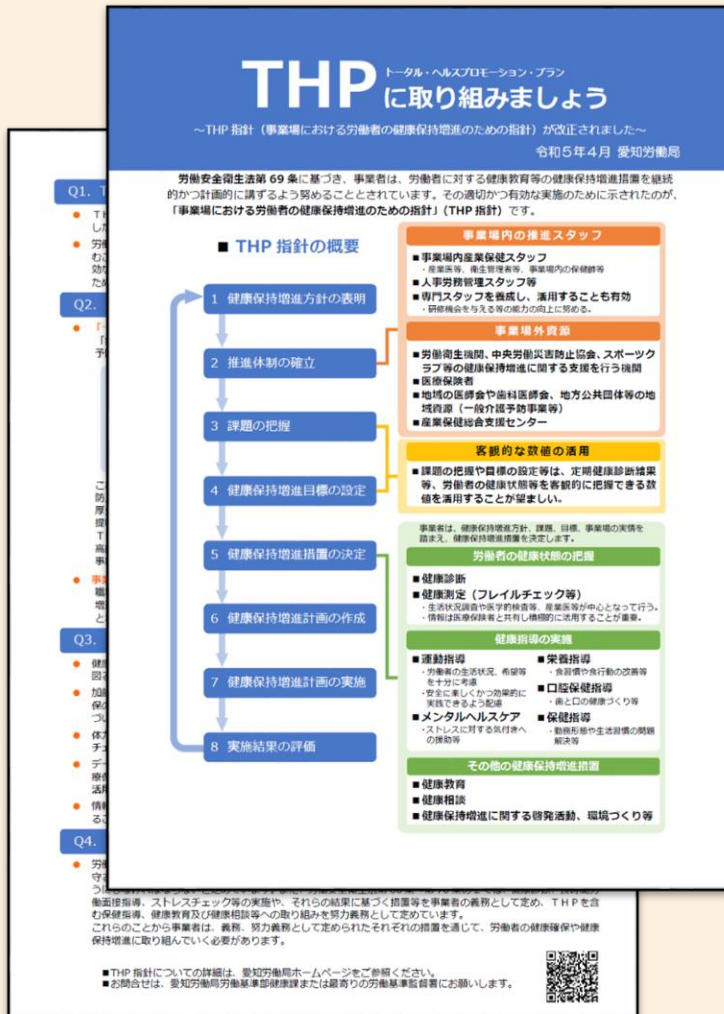 THP
トータル・ヘルスプロモーション・プラン
に取り組みましょう
～THP 指針（事業場における労働者の健康保持増進のための指針）が改正されました～
令和５年４月 愛知労働局
労働安全衛生法第 69 条に基づき、事業者は、労働者に対する健康教育等の健康保持増進措置を継続
的かつ計画的に講ずるよう努めることとされています。その適切かつ有効な実施のために示されたのが、
「事業場における労働者の健康保持増進のための指針」（THP 指針）です。
■ THP 指針の概要
1 健康保持増進方針の表明
2 推進体制の確立
3 課題の把握
4 健康保持増進目標の設定
5 健康保持増進措置の決定
6 健康保持増進計画の作成
7 健康保持増進計画の実施
8 実施結果の評価
事業場内の推進スタッフ
■事業場内産業保健スタッフ
・産業医等、衛生管理者等、事業場内の保健師等
■人事労務管理スタッフ等
■専門スタッフを養成し、活用することも有効
・研修機会を与える等の能力の向上に努める。
事業場外資源
■労働衛生機関、中央労働災害防止協会、スポーツク
ラブ等の健康保持増進に関する支援を行う機関
■医療保険者
■地域の医師会や歯科医師会、地方公共団体等の地
域資源（一般介護予防事業等）
■産業保健総合支援センター
客観的な数値の活用
■課題の把握や目標の設定等は、定期健康診断結果
等、労働者の健康状態等を客観的に把握できる数
値を活用することが望ましい。
事業者は、健康保持増進方針、課題、目標、事業場の実情を
踏まえ、健康保持増進措置を決定します。
労働者の健康状態の把握
■健康診断
■健康測定（フレイルチェック等）
・生活状況調査や医学的検査等、産業医等が中心となって行う。
・情報は医療保険者と共有し積極的に活用することが重要。
健康指導の実施
■運動指導
・労働者の生活状況、希望等
を十分に考慮
・安全に楽しくかつ効果的に
実践できるよう配慮
■メンタルヘルスケア
・ストレスに対する気付きへ
の援助等
■栄養指導
・食習慣や食行動の改善等
■口腔保健指導
・歯と口の健康づくり等
■保健指導
・勤務形態や生活習慣の問題
解決等
その他の健康保持増進措置
■健康教育
■健康相談
■健康保持増進に関する啓発活動、環境づくり等
Q1.
Q2.
Q3.
Q4.
働面接指導、ストレスチェック等の実施や、それらの結果に基づく措置等を事業者の義務として定め、ＴＨＰを含
む保健指導、健康教育及び健康相談等への取り組みを努力義務として定めています。
これらのことから事業者は、義務、努力義務として定められたそれぞれの措置を通じて、労働者の健康確保や健康
保持増進に取り組んでいく必要があります。
■THP 指針についての詳細は、愛知労働局ホームページをご参照ください。
■お問合せは、愛知労働局労働基準部健康課または最寄りの労働基準監督署にお願いします。